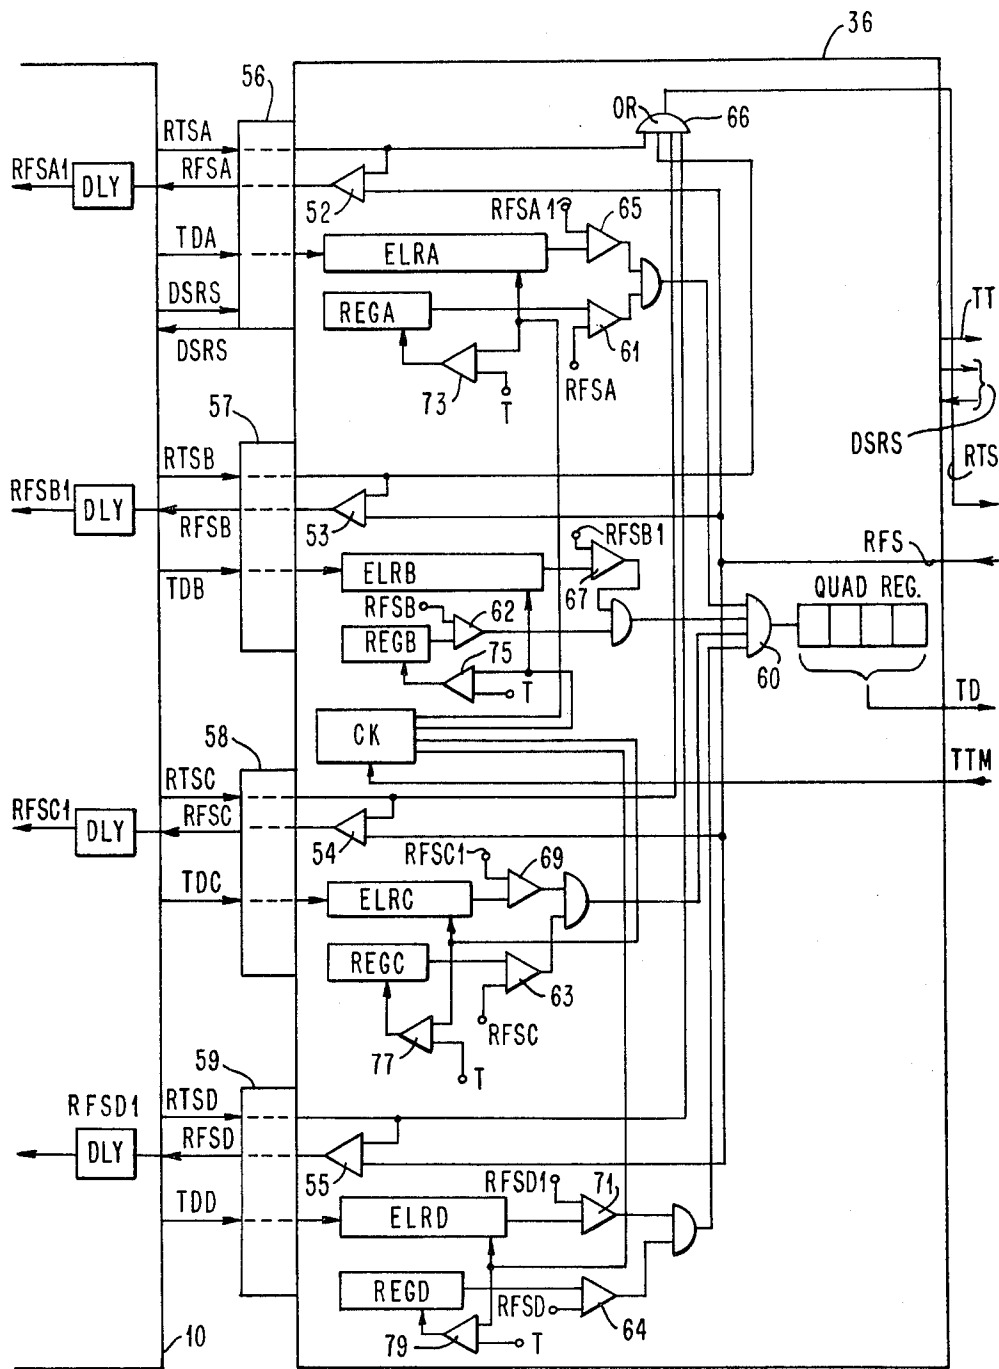 36
56
OR
66
RTSA
RFSA1
DLY
RFSA
52
RFSA1
65
TDA
ELRA
DSRS
REGA
61
TT
DSRS
73
T
RFSA
57
DSRS
RTSB
RTS
RFSB1
DLY
RFSB
53
RFSB1
RFS
TDB
ELRB
67
QUAD REG.
RFSB
62
REGB
75
T
60
TD
58
CK
TTM
RTSC
RFSC1
DLY
RFSC
54
RFSC1
69
TDC
ELRC
REGC
63
RFSC
77
T
59
RFSD1
RTSD
DLY
RFSD
55
RFSD1
71
TDD
ELRD
REGD
RFSD
64
10
79
T